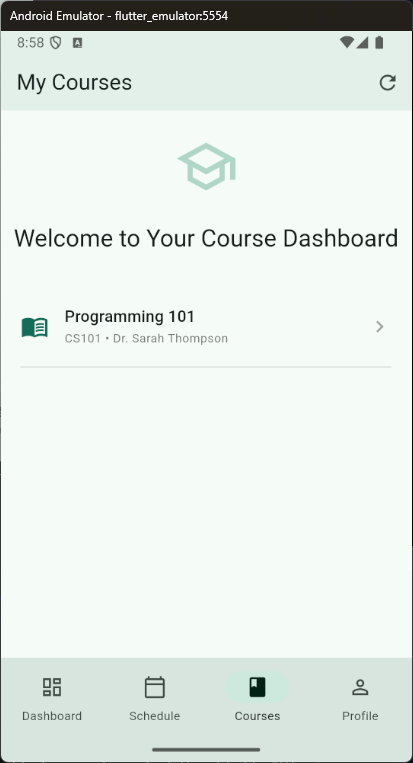 Android Emulator - flutter_emulator:5554
8:58 A
My Courses
Welcome to Your Course Dashboard
Programming 101
CS101 • Dr. Sarah Thompson
Dashboard Schedule Courses Profile